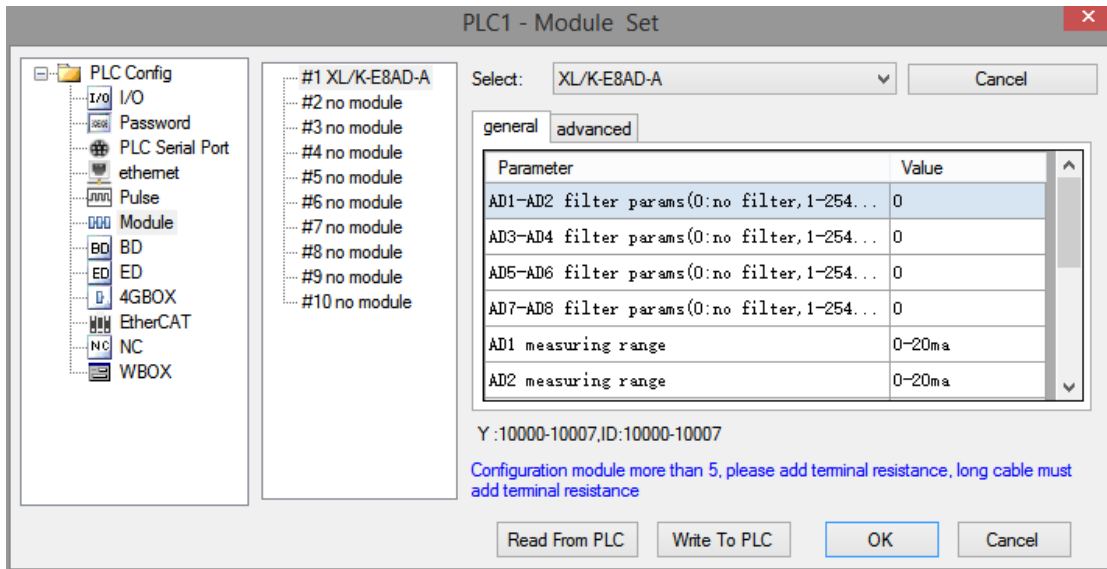 PLC1 - Module Set
PLC Config
I/O
I/O
Password
PLC Serial Port
ethernet
Pulse
Module
BD
BD
ED
ED
4GBOX
EtherCAT
NC
NC
WBOX
#1 XL/K-E8AD-A
#2 no module
#3 no module
#4 no module
#5 no module
#6 no module
#7 no module
#8 no module
#9 no module
#10 no module
Select: XL/K-E8AD-A Cancel
general advanced
Parameter Value
AD1-AD2 filter params(0:no filter,1-254... 0
AD3-AD4 filter params(0:no filter,1-254... 0
AD5-AD6 filter params(0:no filter,1-254... 0
AD7-AD8 filter params(0:no filter,1-254... 0
AD1 measuring range 0-20ma
AD2 measuring range 0-20ma
Y :10000-10007,ID:10000-10007
Configuration module more than 5, please add terminal resistance, long cable must
add terminal resistance
Read From PLC Write To PLC OK Cancel